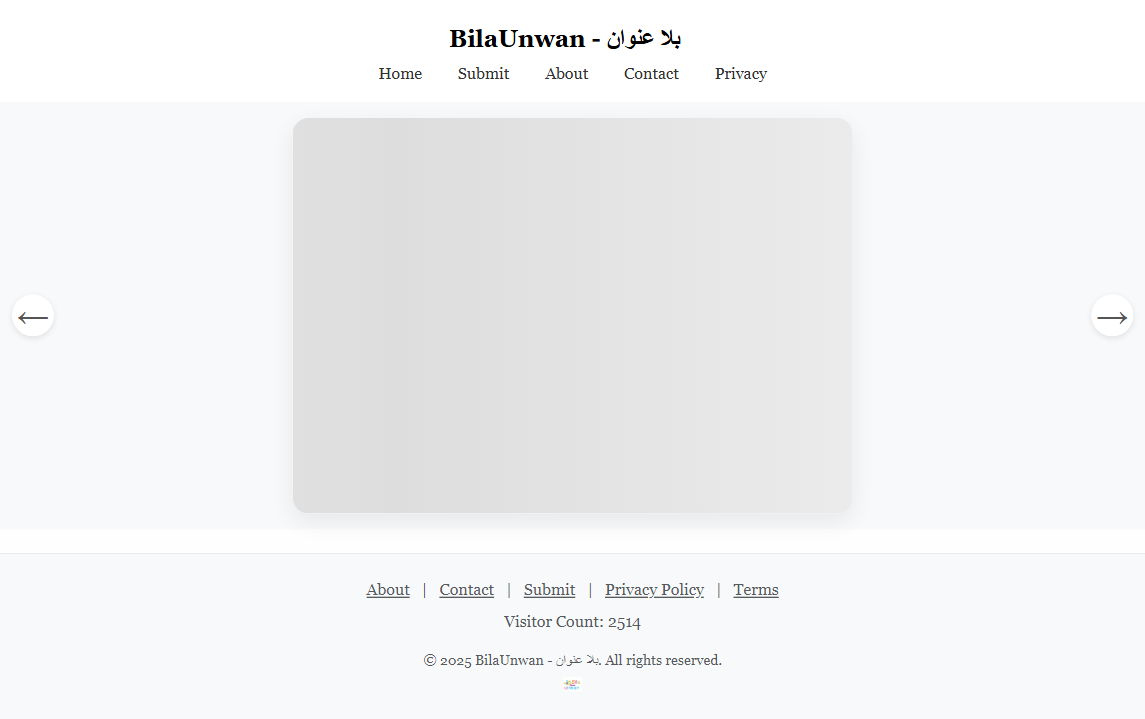 BilaUnwan - بلا عنوان
Home Submit About Contact Privacy
←
→
About | Contact | Submit | Privacy Policy | Terms
Visitor Count: 2514
© 2025 BilaUnwan - بلا عنوان. All rights reserved.